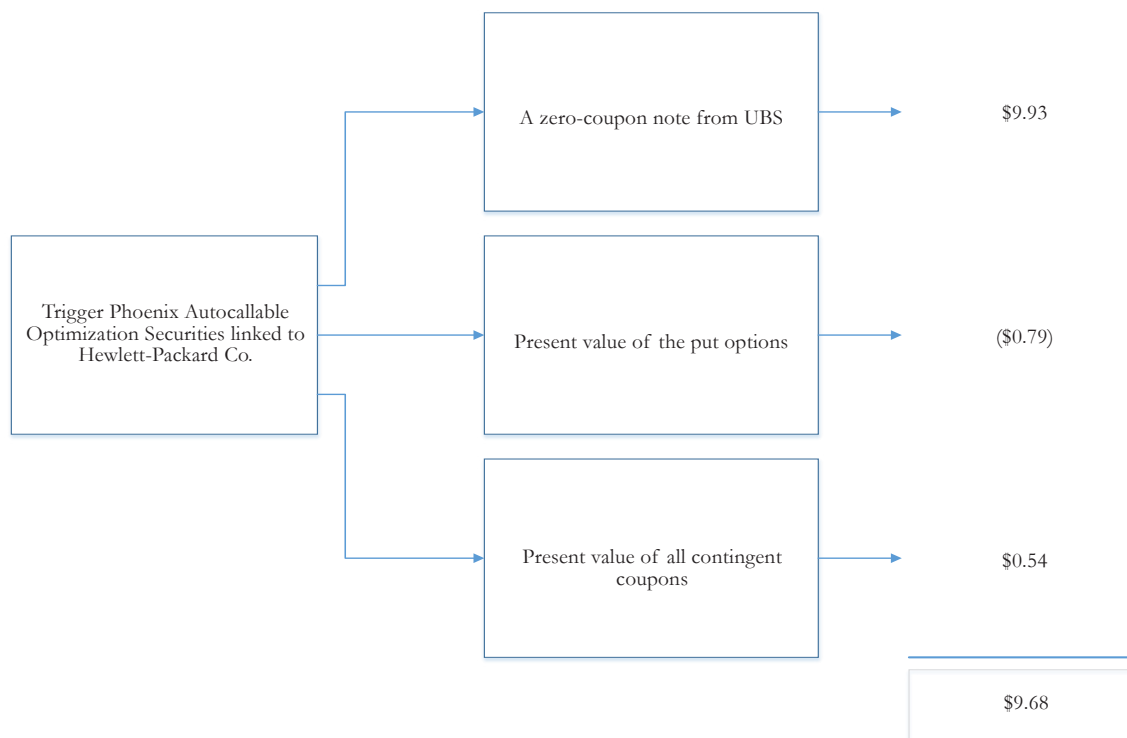 A zero-coupon note from UBS
$9.93
Trigger Phoenix Autocallable
Optimization Securities linked to
Hewlett-Packard Co.
Present value of the put options
($0.79)
Present value of all contingent
coupons
$0.54
$9.68